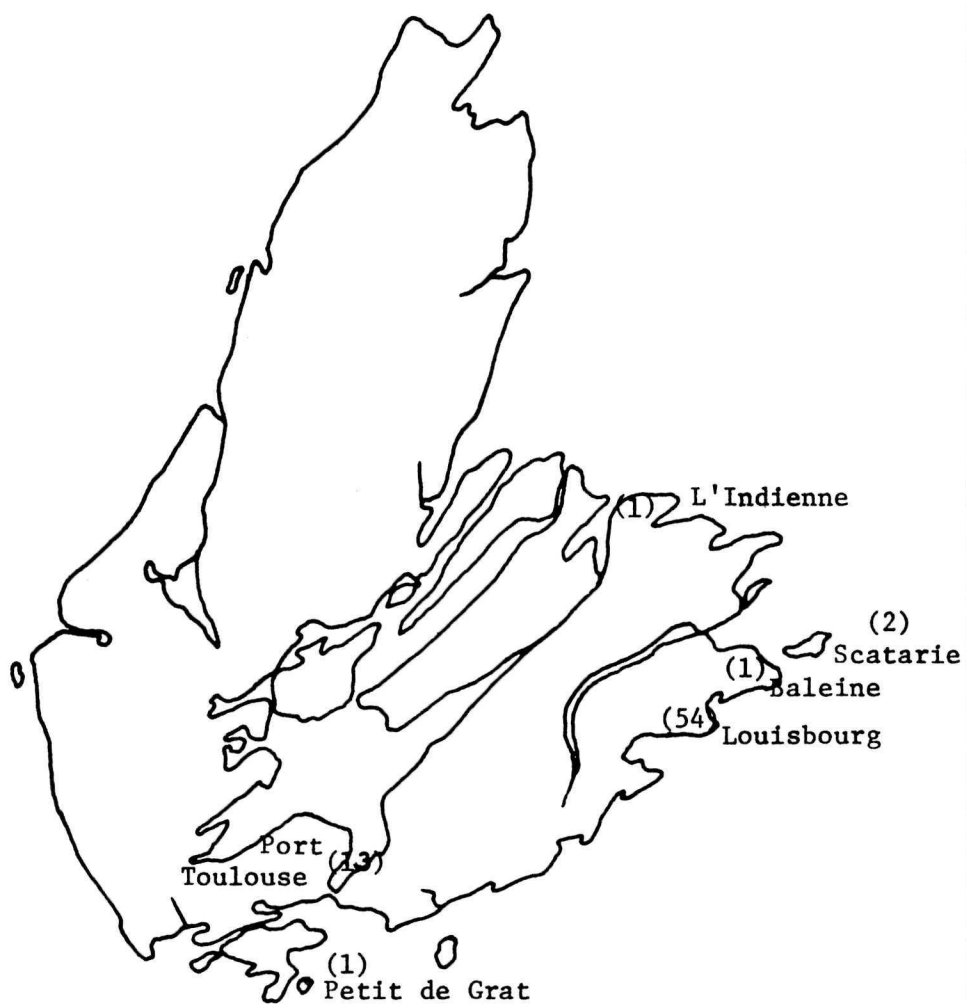 L'Indienne
(1)
(2)
Scatarie
(1)
Baleine
(54
Louisbourg
Port
(13)
Toulouse
(1)
Petit de Grat